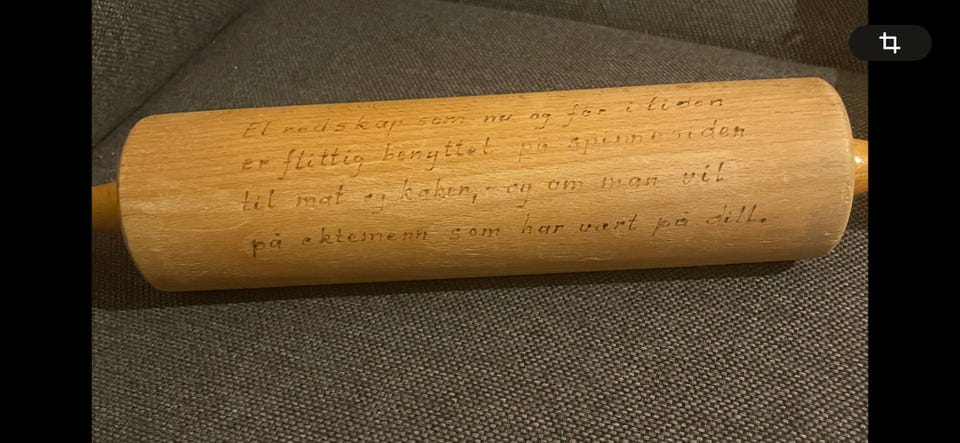 Et redskap som nu og før i tiden
er flittig benyttet på spinnesiden
til mat og kaker, - og om man vil
på ektemenn som har vært på dill.